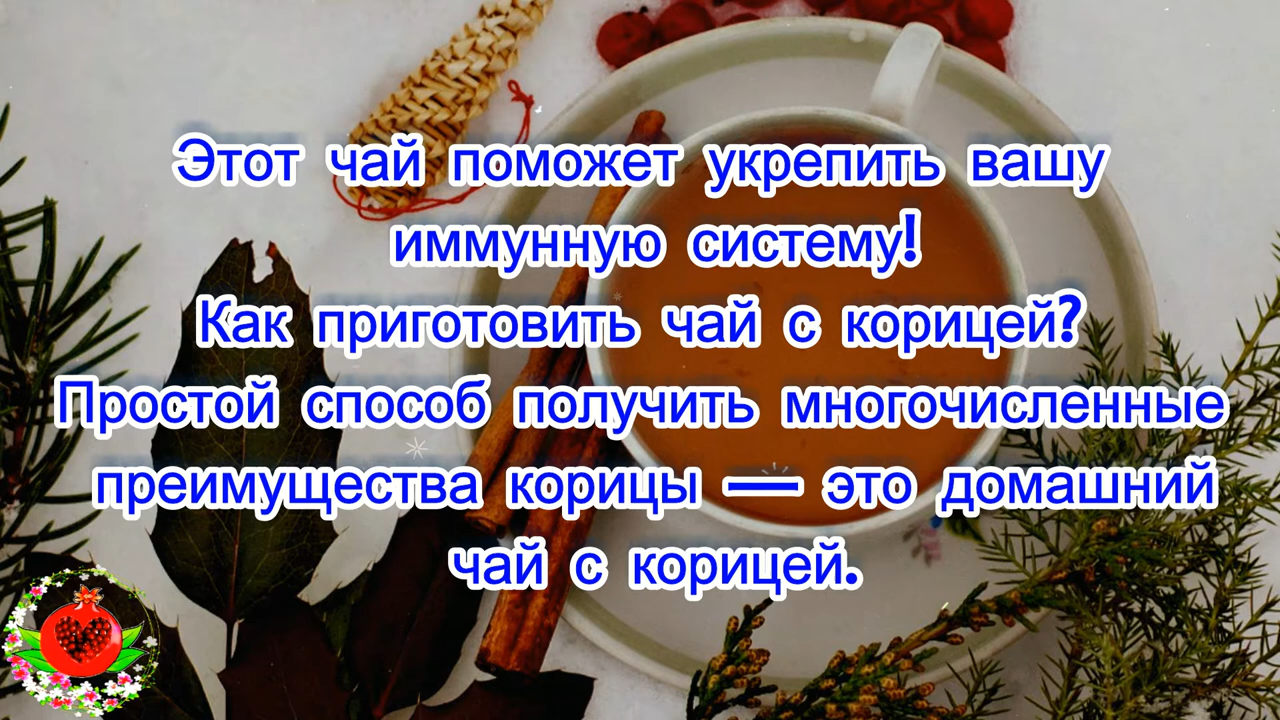 Этот чай поможет укрепить вашу
иммунную систему!
Как приготовить чай с корицей?
Простой способ получить многочисленные
преимущества корицы — это домашний
чай с корицей.